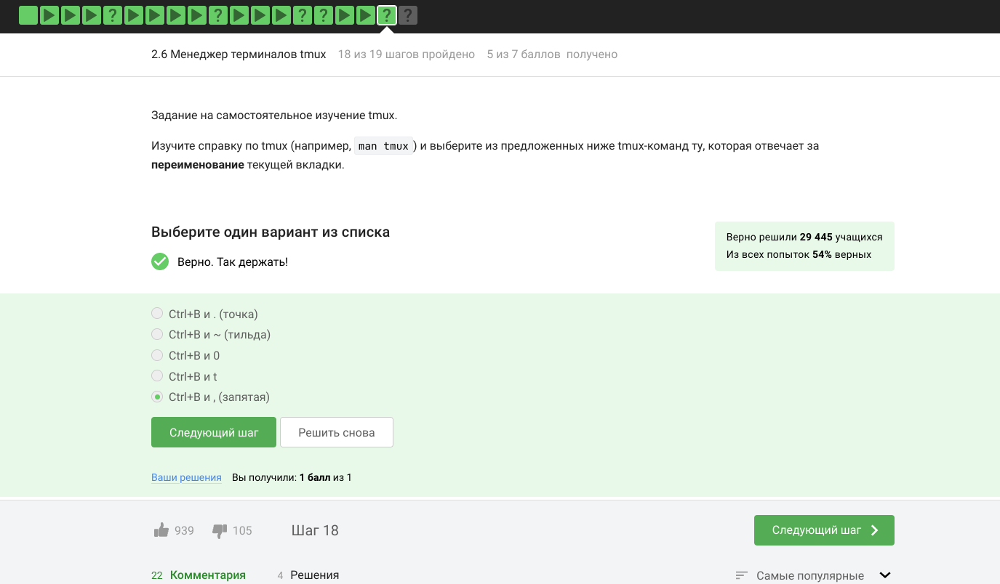 ? ? ? ? ? ?
2.6 Менеджер терминалов tmux 18 из 19 шагов пройдено 5 из 7 баллов получено
Задание на самостоятельное изучение tmux.
Изучите справку по tmux (например, man tmux) и выберите из предложенных ниже tmux-команд ту, которая отвечает за
переименование текущей вкладки.
Выберите один вариант из списка
Верно. Так держать!
Верно решили 29 445 учащихся
Из всех попыток 54% верных
Ctrl+B и . (точка)
Ctrl+B и ~ (тильда)
Ctrl+B и 0
Ctrl+B и t
Ctrl+B и , (запятая)
Следующий шаг Решить снова
Ваши решения Вы получили: 1 балл из 1
939 105 Шаг 18 Следующий шаг
22 Комментария 4 Решения Самые популярные